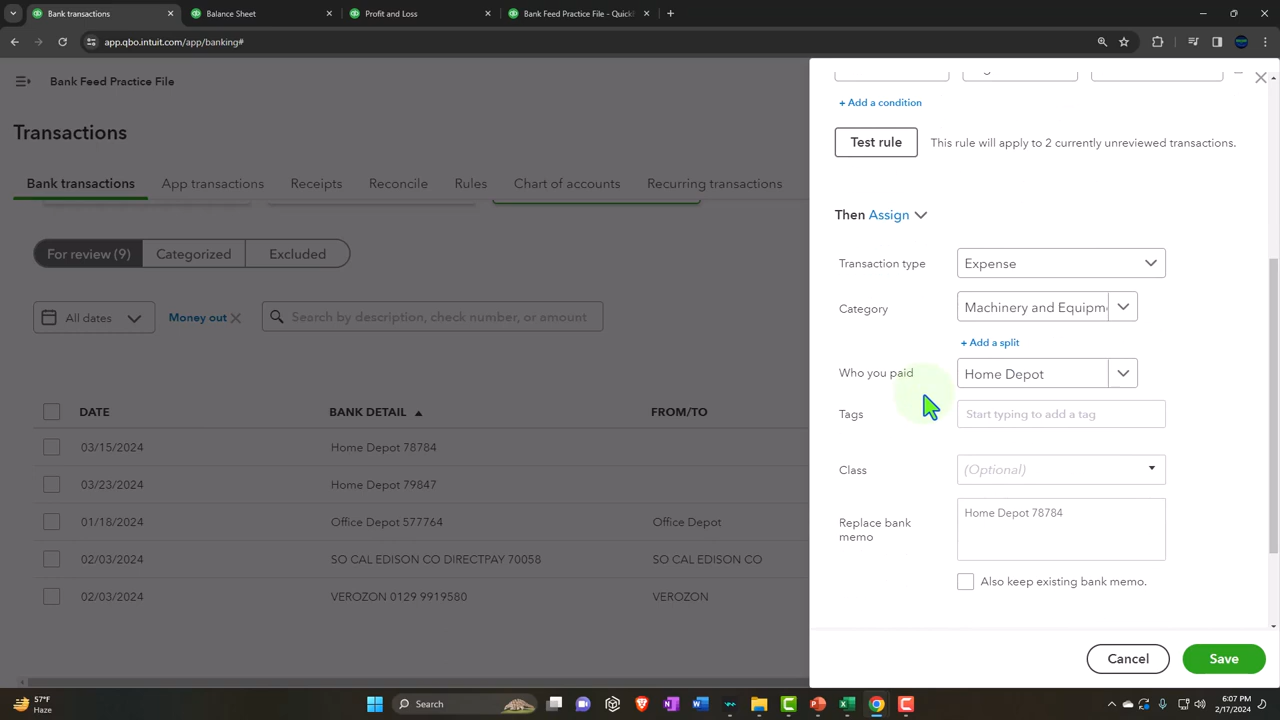 Bank transactions
Balance Sheet
Profit and Loss
Bank Feed Practice File - Quickb
app.qbo.intuit.com/app/banking#
Bank Feed Practice File
Transactions
Bank transactions
App transactions
Receipts
Reconcile
Rules
Chart of accounts
Recurring transactions
For review (9)
Categorized
Excluded
All dates
Money out
Search by description, check number, or amount
DATE
BANK DETAIL
FROM/TO
03/15/2024 Home Depot 78784
03/23/2024 Home Depot 79847
01/18/2024 Office Depot 577764 Office Depot
02/03/2024 SO CAL EDISON CO DIRECTPAY 70058 SO CAL EDISON CO
02/03/2024 VEROZON 0129 9919580 VEROZON
+ Add a condition
Test rule
This rule will apply to 2 currently unreviewed transactions.
Then Assign
Transaction type
Expense
Category
Machinery and Equipm
+ Add a split
Who you paid
Home Depot
Tags
Start typing to add a tag
Class
(Optional)
Replace bank
memo
Home Depot 78784
Also keep existing bank memo.
Cancel
Save
57°F
Haze
Search
6:07 PM
2/17/2024